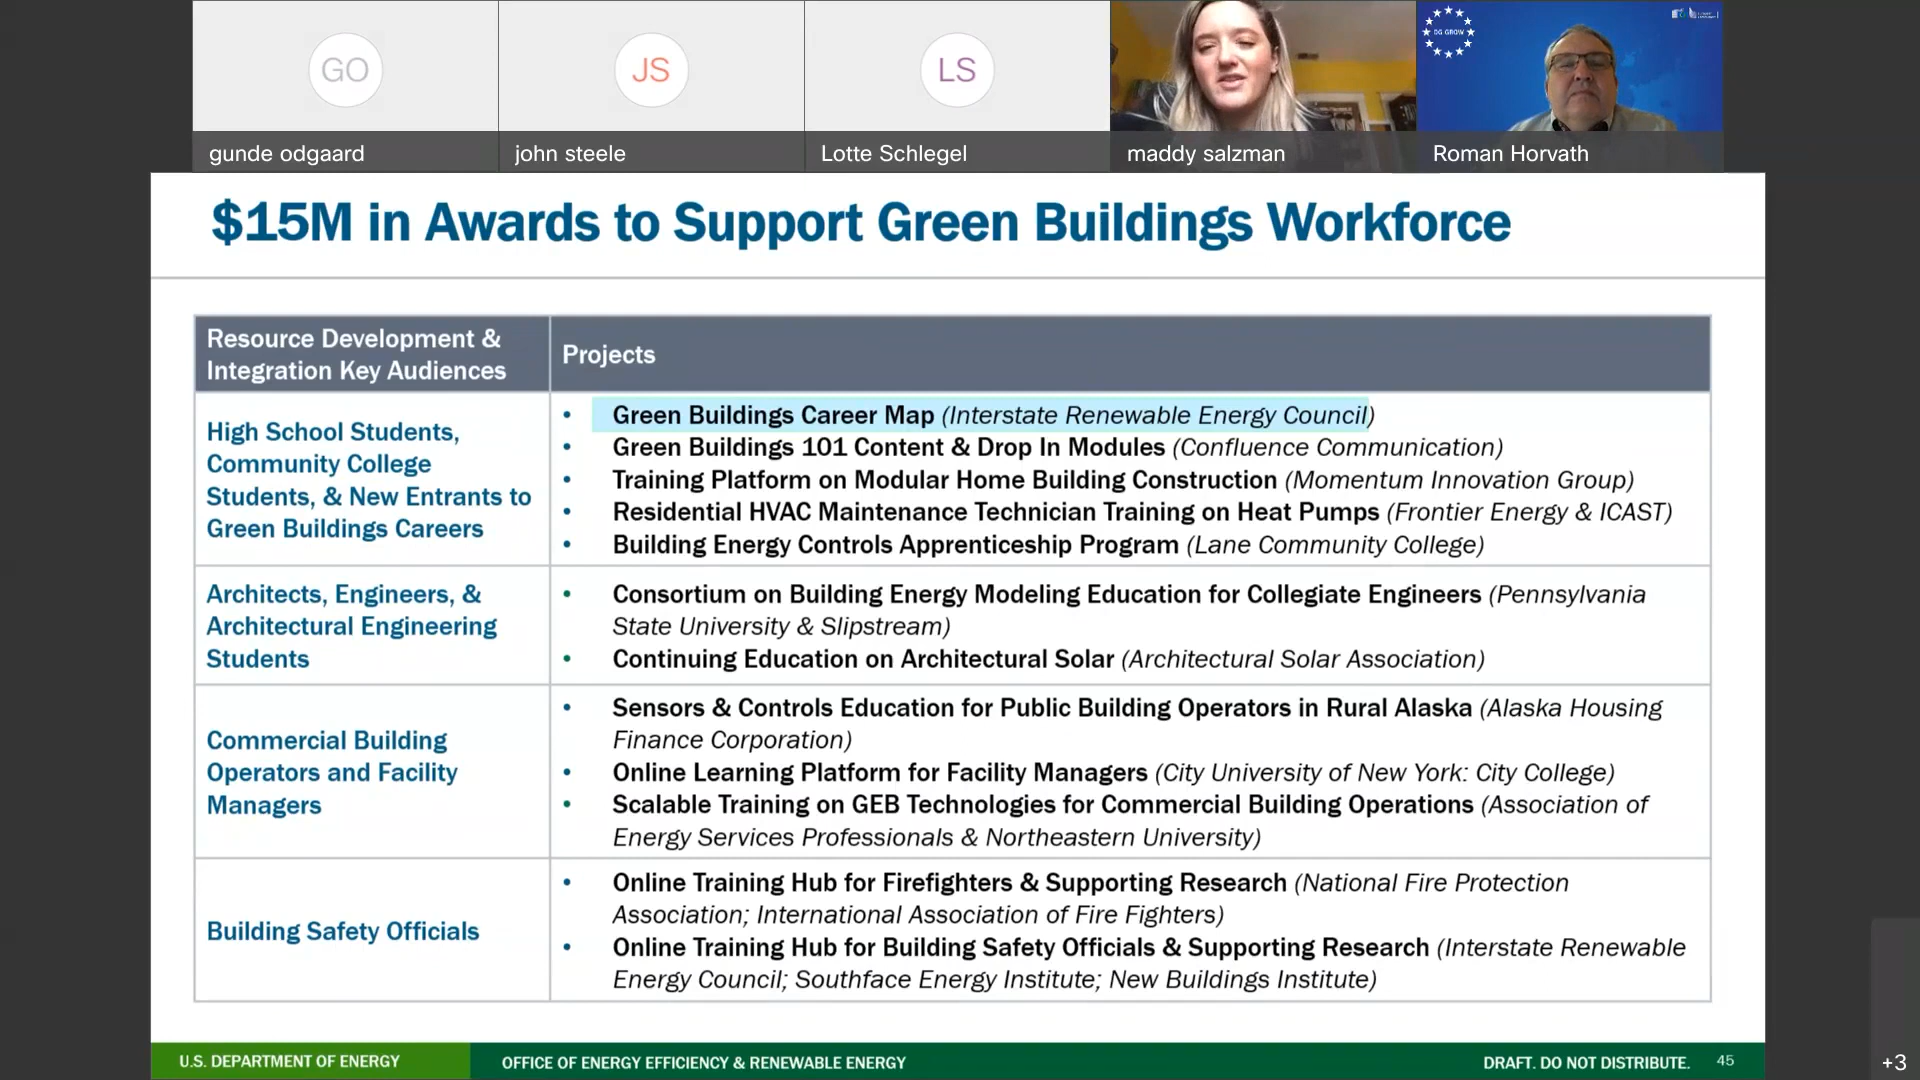 GO
JS
LS
DG GROW
gunde odgaard
john steele
Lotte Schlegel
maddy salzman
Roman Horvath
$15M in Awards to Support Green Buildings Workforce
Resource Development &
Integration Key Audiences
Projects
High School Students,
Community College
Students, & New Entrants to
Green Buildings Careers
• Green Buildings Career Map (Interstate Renewable Energy Council)
• Green Buildings 101 Content & Drop In Modules (Confluence Communication)
• Training Platform on Modular Home Building Construction (Momentum Innovation Group)
• Residential HVAC Maintenance Technician Training on Heat Pumps (Frontier Energy & ICAST)
• Building Energy Controls Apprenticeship Program (Lane Community College)
Architects, Engineers, &
Architectural Engineering
Students
• Consortium on Building Energy Modeling Education for Collegiate Engineers (Pennsylvania
State University & Slipstream)
• Continuing Education on Architectural Solar (Architectural Solar Association)
Commercial Building
Operators and Facility
Managers
• Sensors & Controls Education for Public Building Operators in Rural Alaska (Alaska Housing
Finance Corporation)
• Online Learning Platform for Facility Managers (City University of New York: City College)
• Scalable Training on GEB Technologies for Commercial Building Operations (Association of
Energy Services Professionals & Northeastern University)
Building Safety Officials
• Online Training Hub for Firefighters & Supporting Research (National Fire Protection
Association; International Association of Fire Fighters)
• Online Training Hub for Building Safety Officials & Supporting Research (Interstate Renewable
Energy Council; Southface Energy Institute; New Buildings Institute)
U.S. DEPARTMENT OF ENERGY
OFFICE OF ENERGY EFFICIENCY & RENEWABLE ENERGY
DRAFT. DO NOT DISTRIBUTE. 45
+3